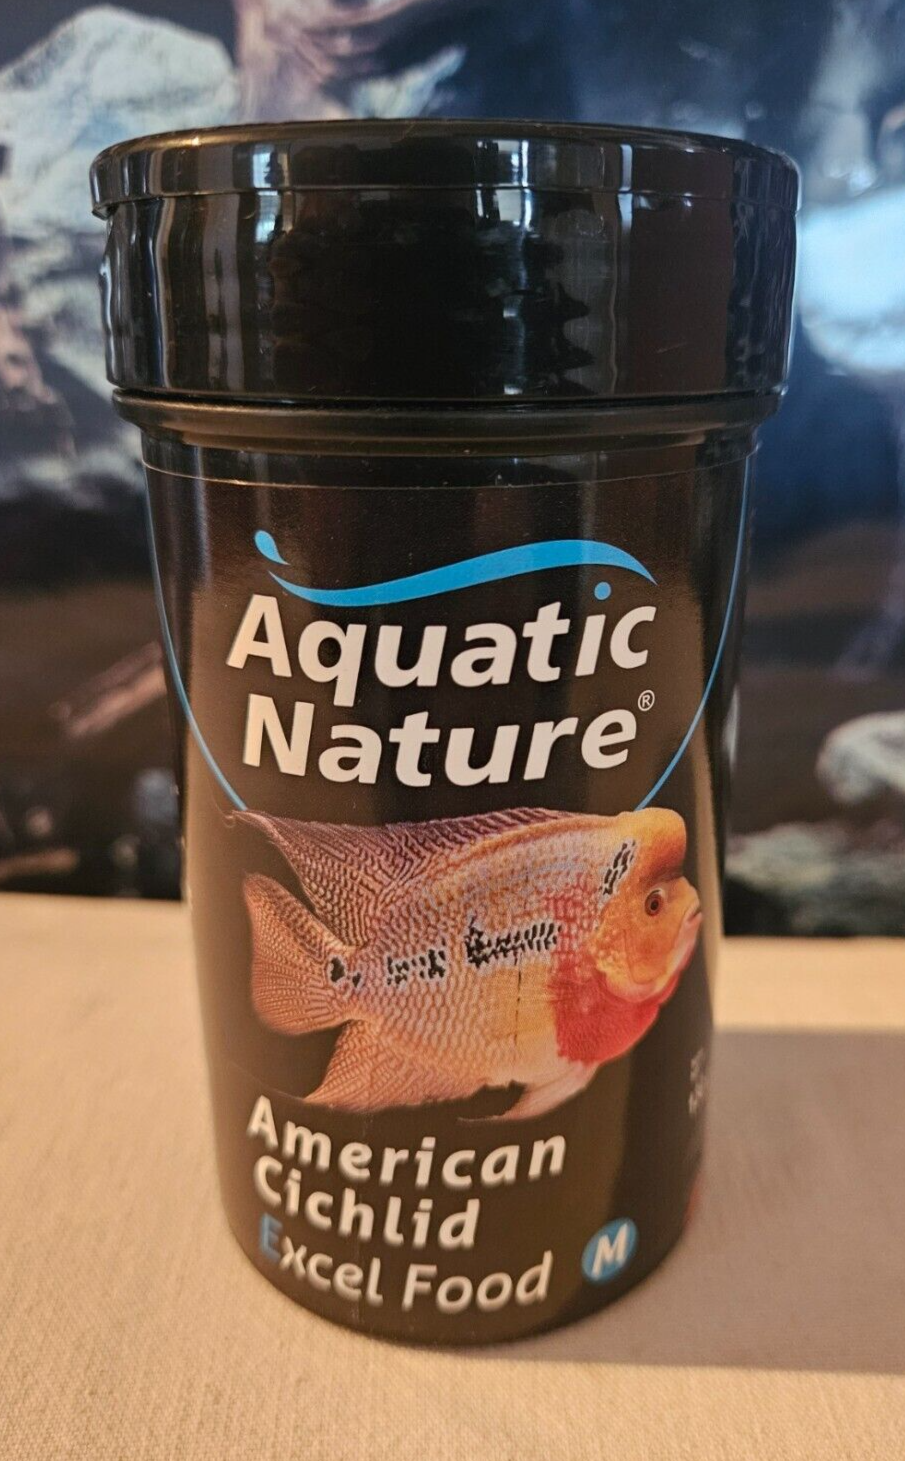 Aquatic
Nature®
American
Cichlid
Excel Food M